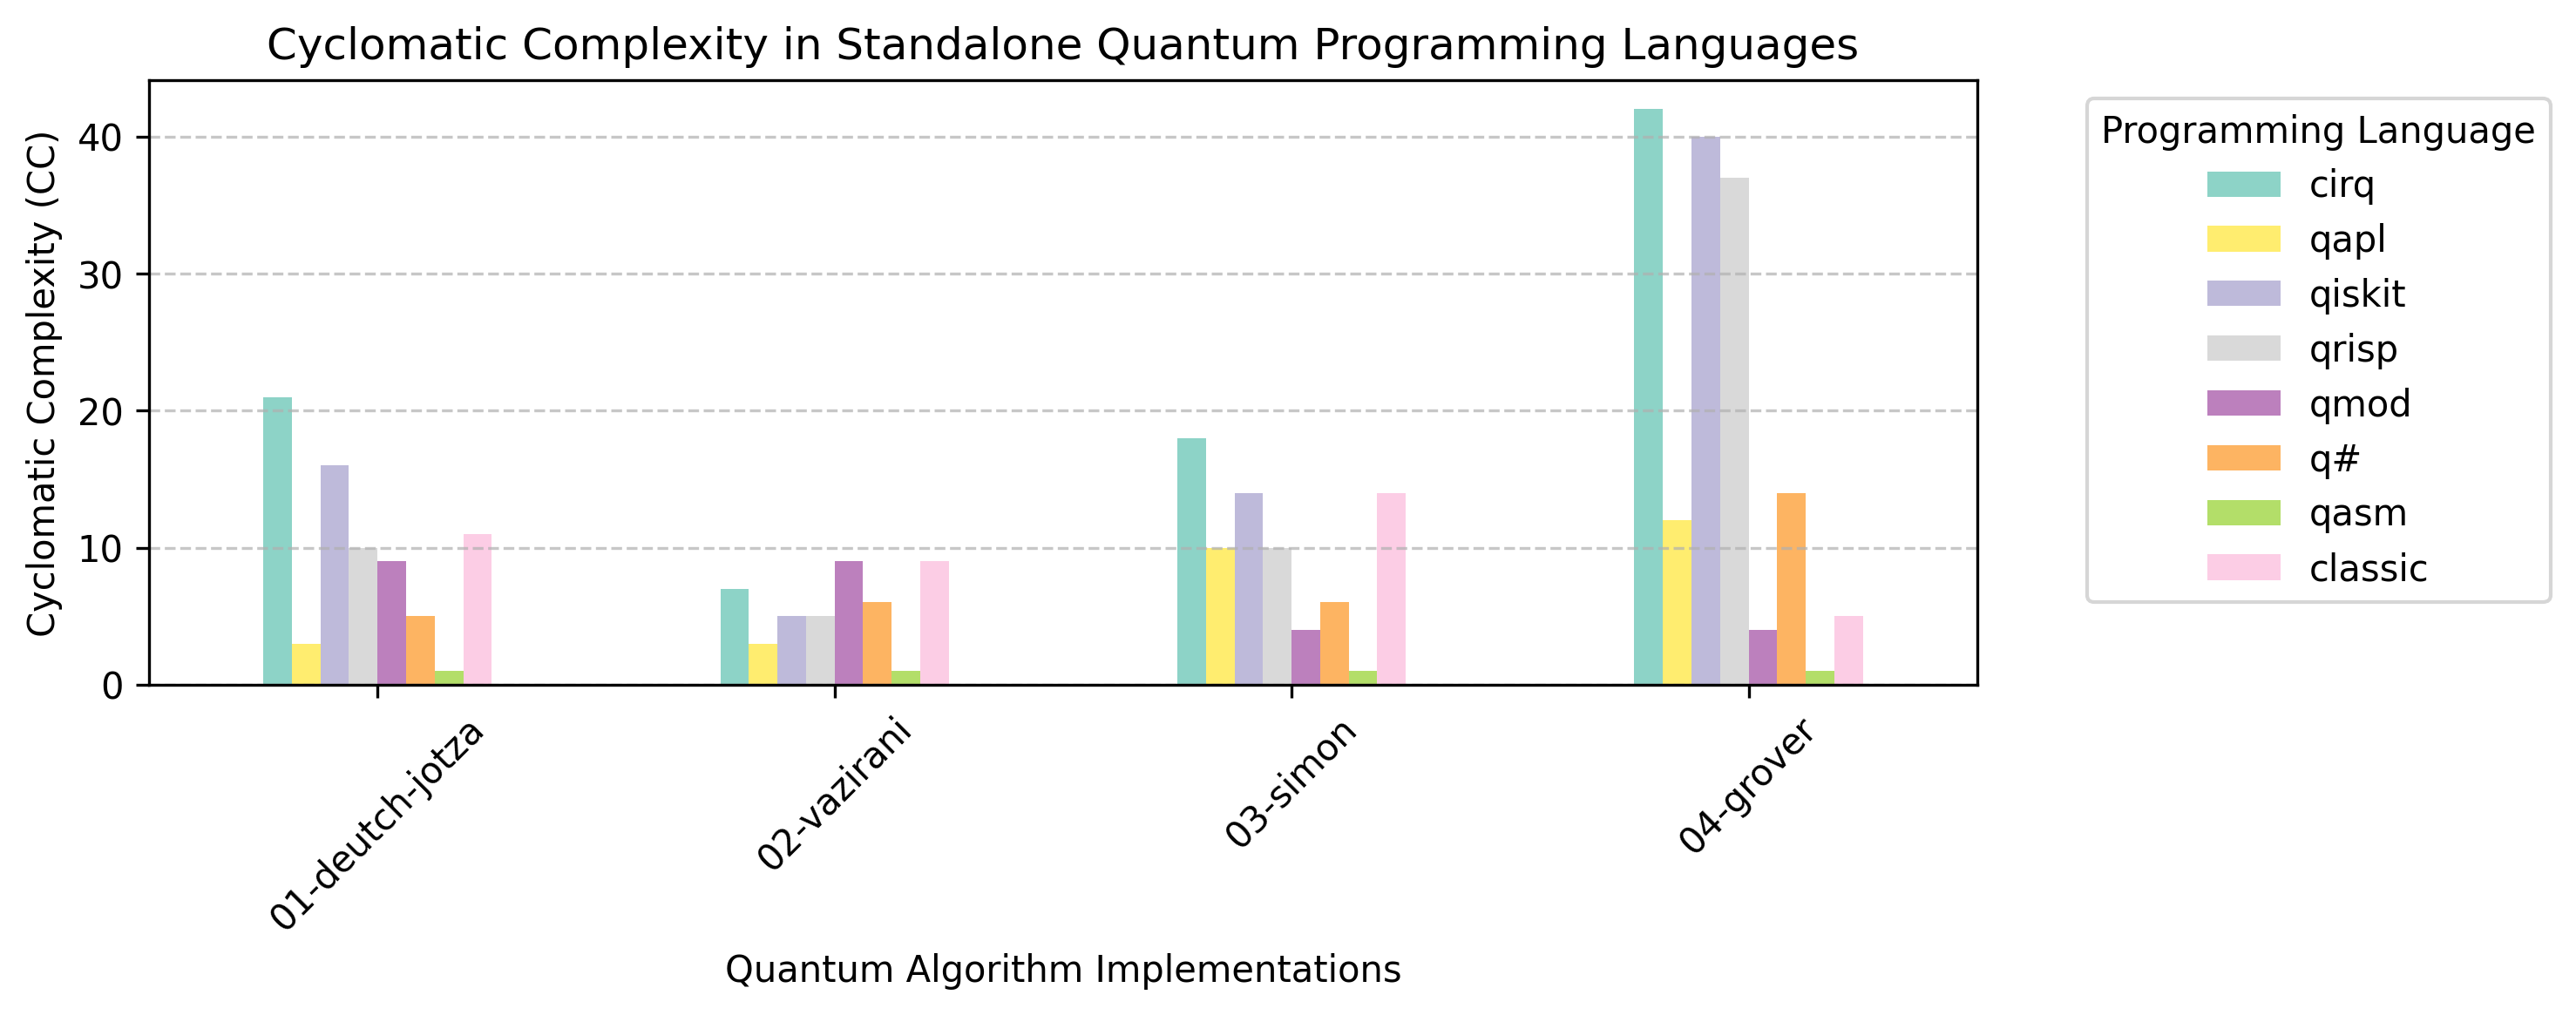 Cyclomatic Complexity in Standalone Quantum Programming Languages
Cyclomatic Complexity (CC)
40
30
20
10
0
01-deutch-jotza
02-vazirani
03-simon
04-grover
Quantum Algorithm Implementations
Programming Language
cirq
qapl
qiskit
qrisp
qmod
q#
qasm
classic